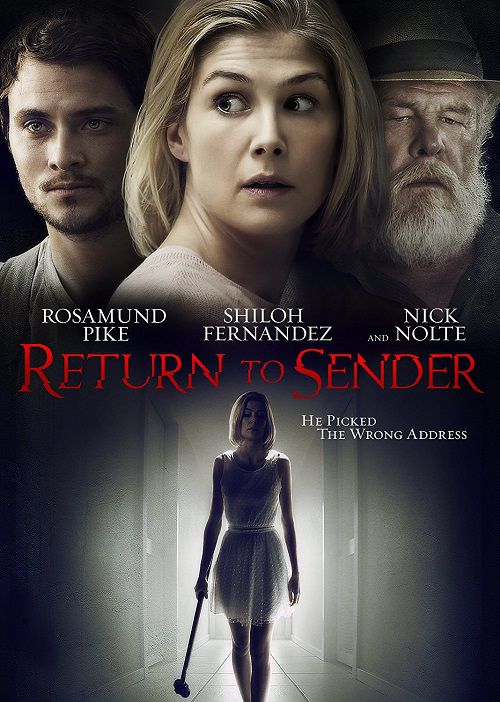 ROSAMUND PIKE
SHILOH FERNANDEZ
AND NICK NOLTE
RETURN TO SENDER
HE PICKED
THE WRONG ADDRESS